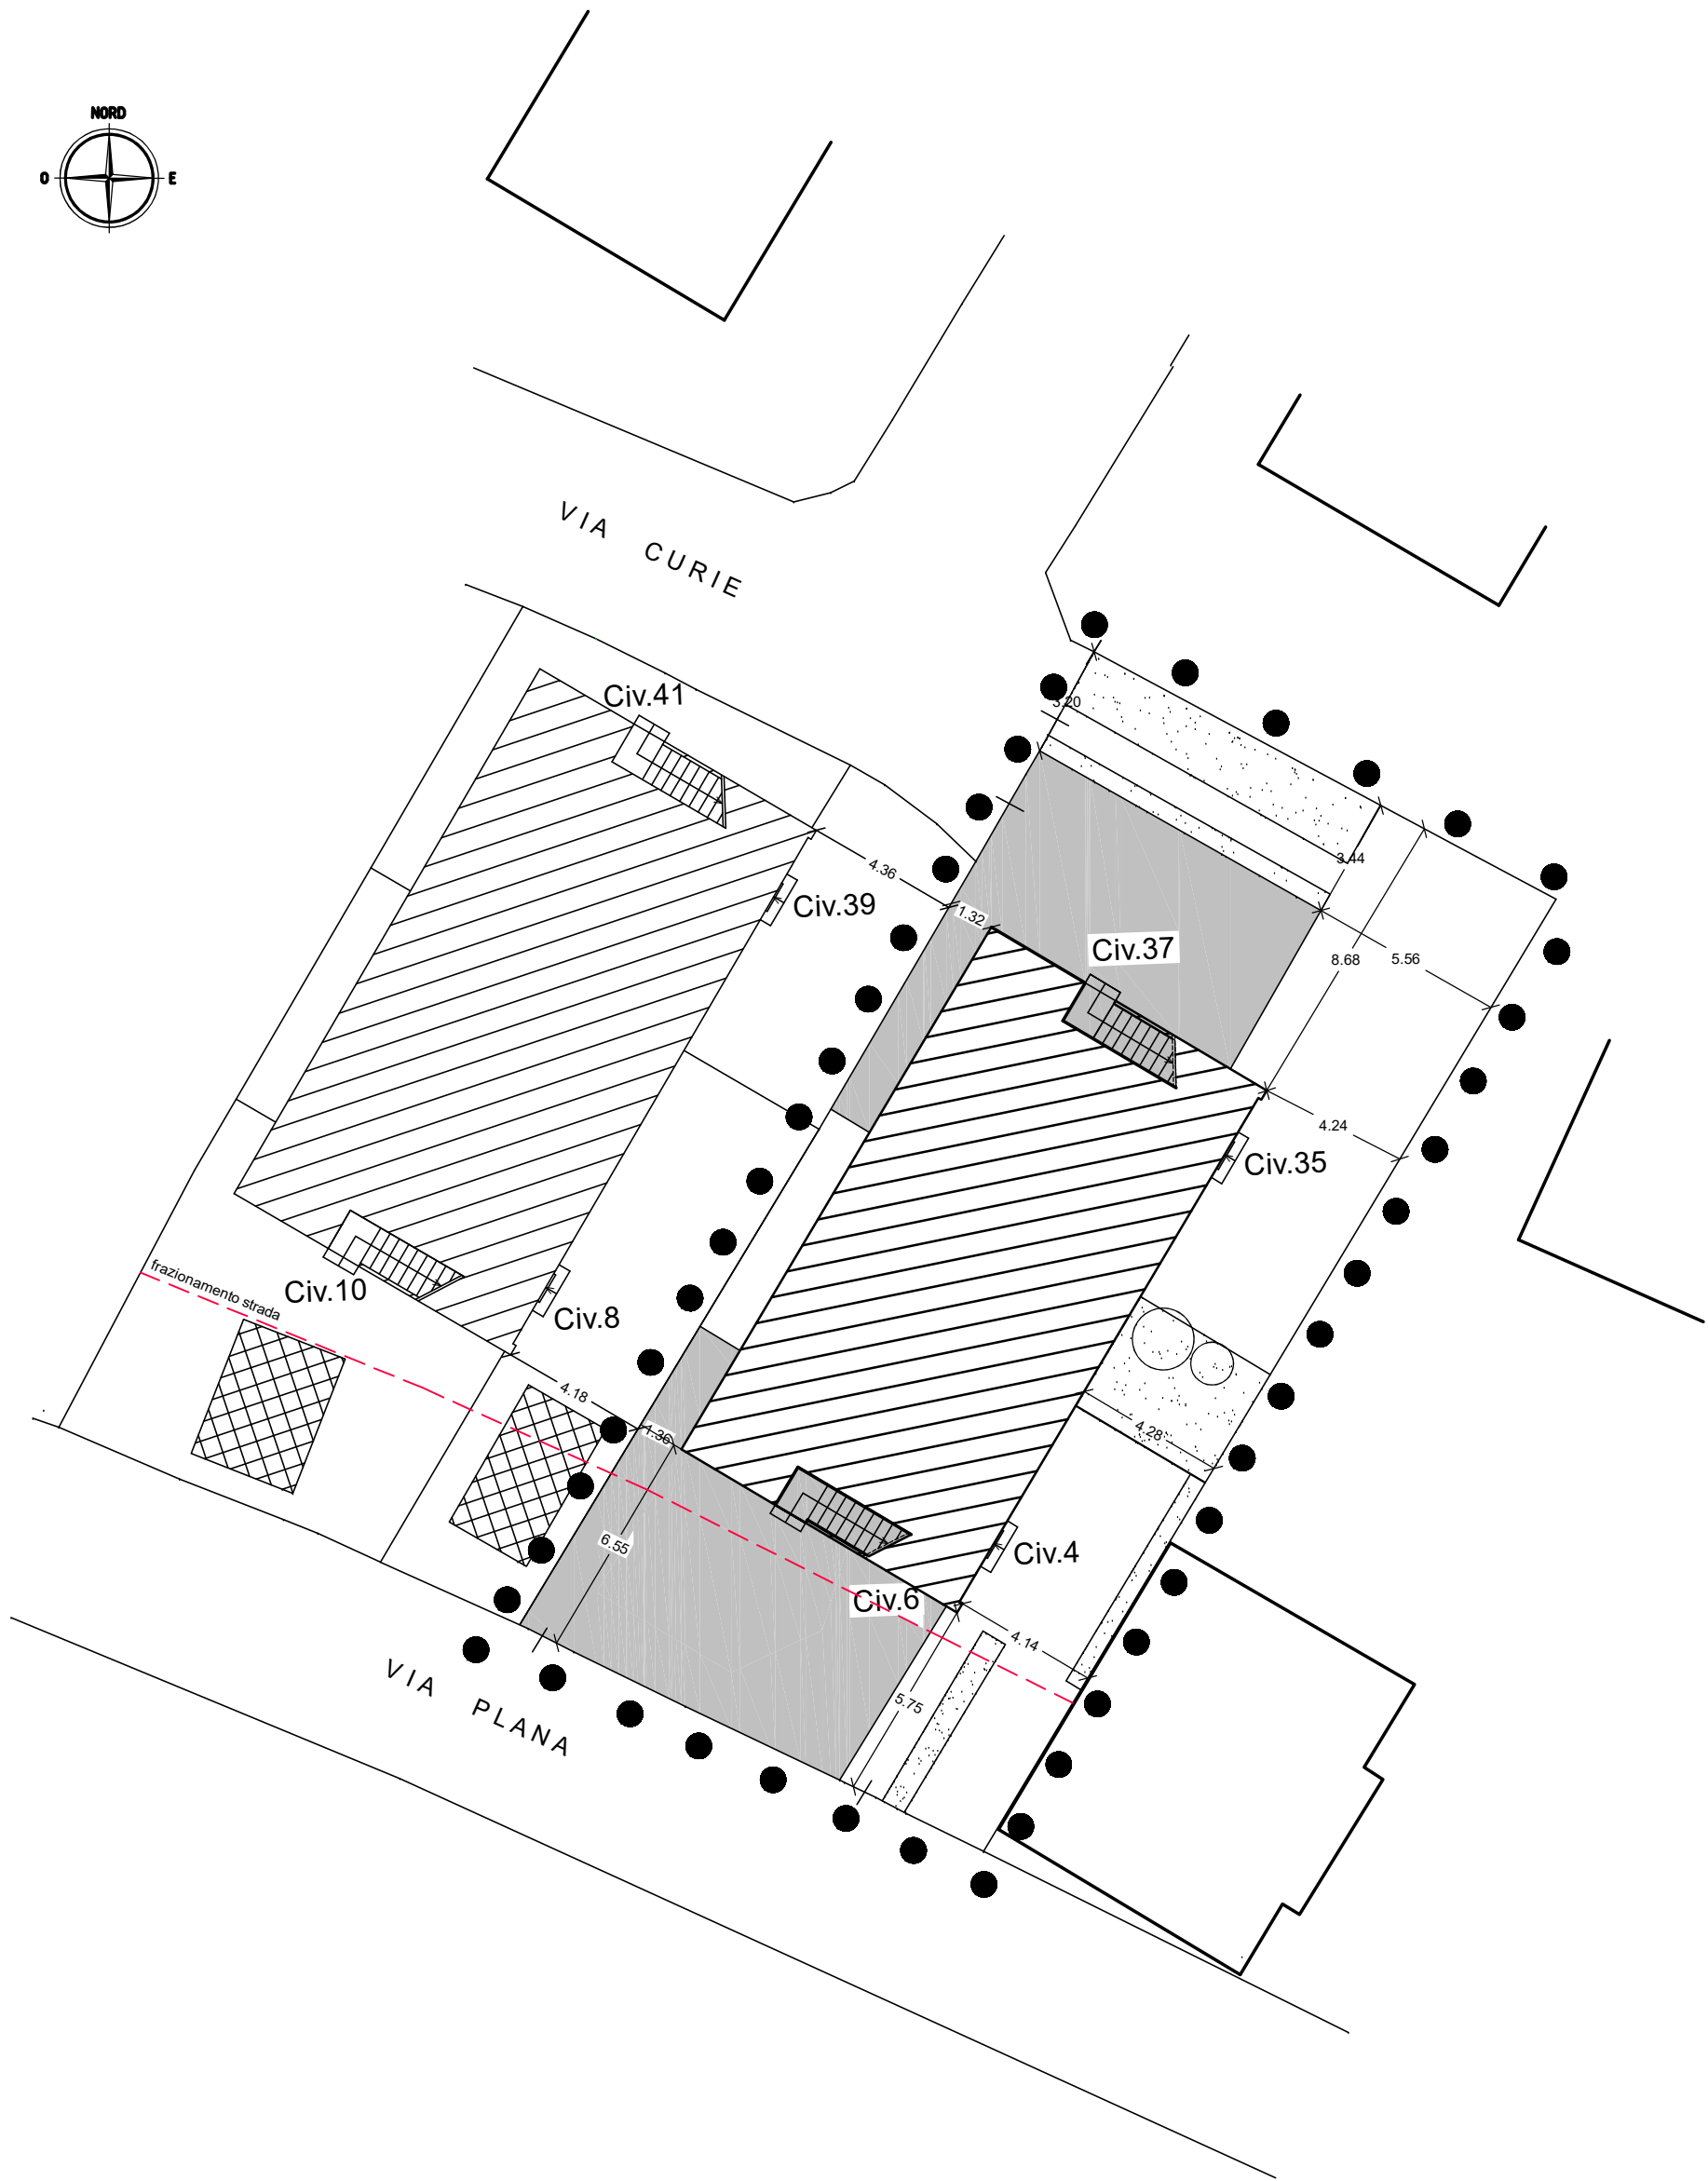 NORD
O E
VIA CURIE
Civ.41
3.20
4.36
3.44
Civ.39
1.32
Civ.37
8.68
5.56
4.24
Civ.35
frazionamento strada
Civ.10
Civ.8
4.18
1.36
4.28
6.55
Civ.4
Civ.6
4.14
5.75
VIA PLANA